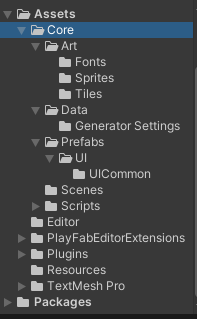 Assets
Core
Art
Fonts
Sprites
Tiles
Data
Generator Settings
Prefabs
UI
UICommon
Scenes
Scripts
Editor
PlayFabEditorExtensions
Plugins
Resources
TextMesh Pro
Packages